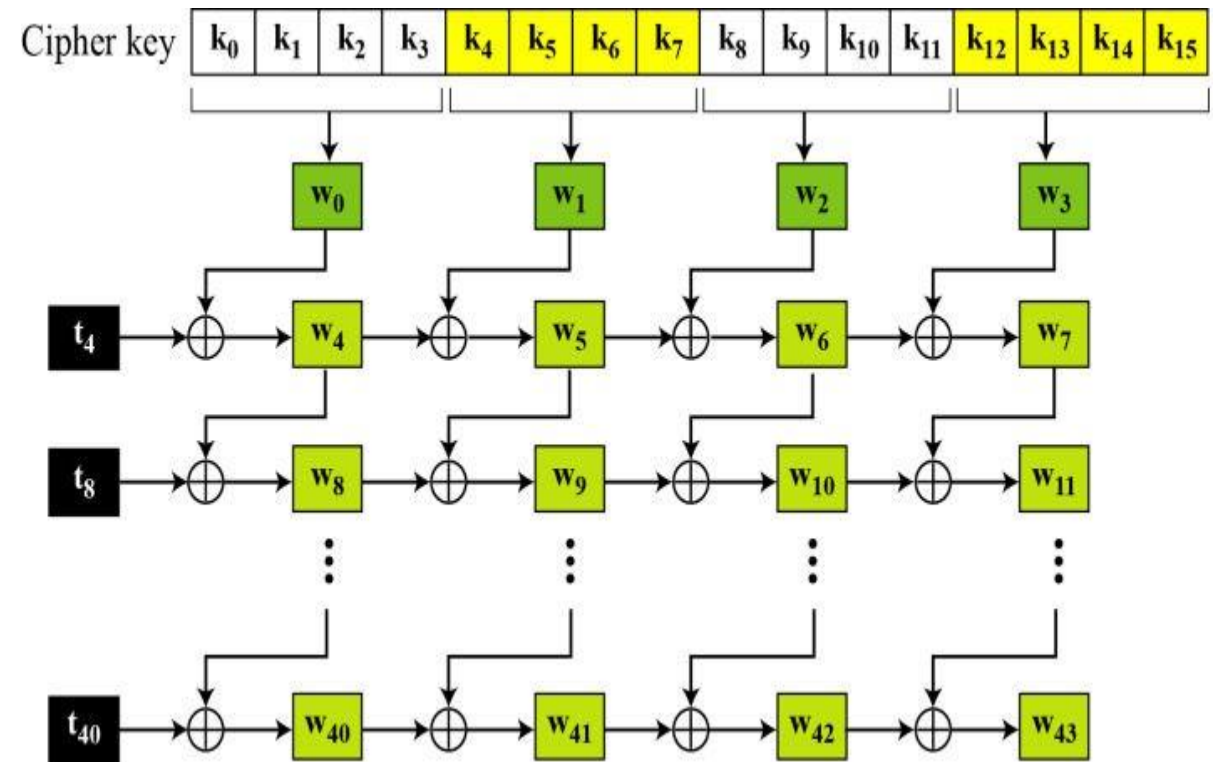 Cipher key k₀ k₁ k₂ k₃ k₄ k₅ k₆ k₇ k₈ k₉ k₁₀ k₁₁ k₁₂ k₁₃ k₁₄ k₁₅
w₀ w₁ w₂ w₃
t₄ w₄ w₅ w₆ w₇
t₈ w₈ w₉ w₁₀ w₁₁
t₄₀ w₄₀ w₄₁ w₄₂ w₄₃